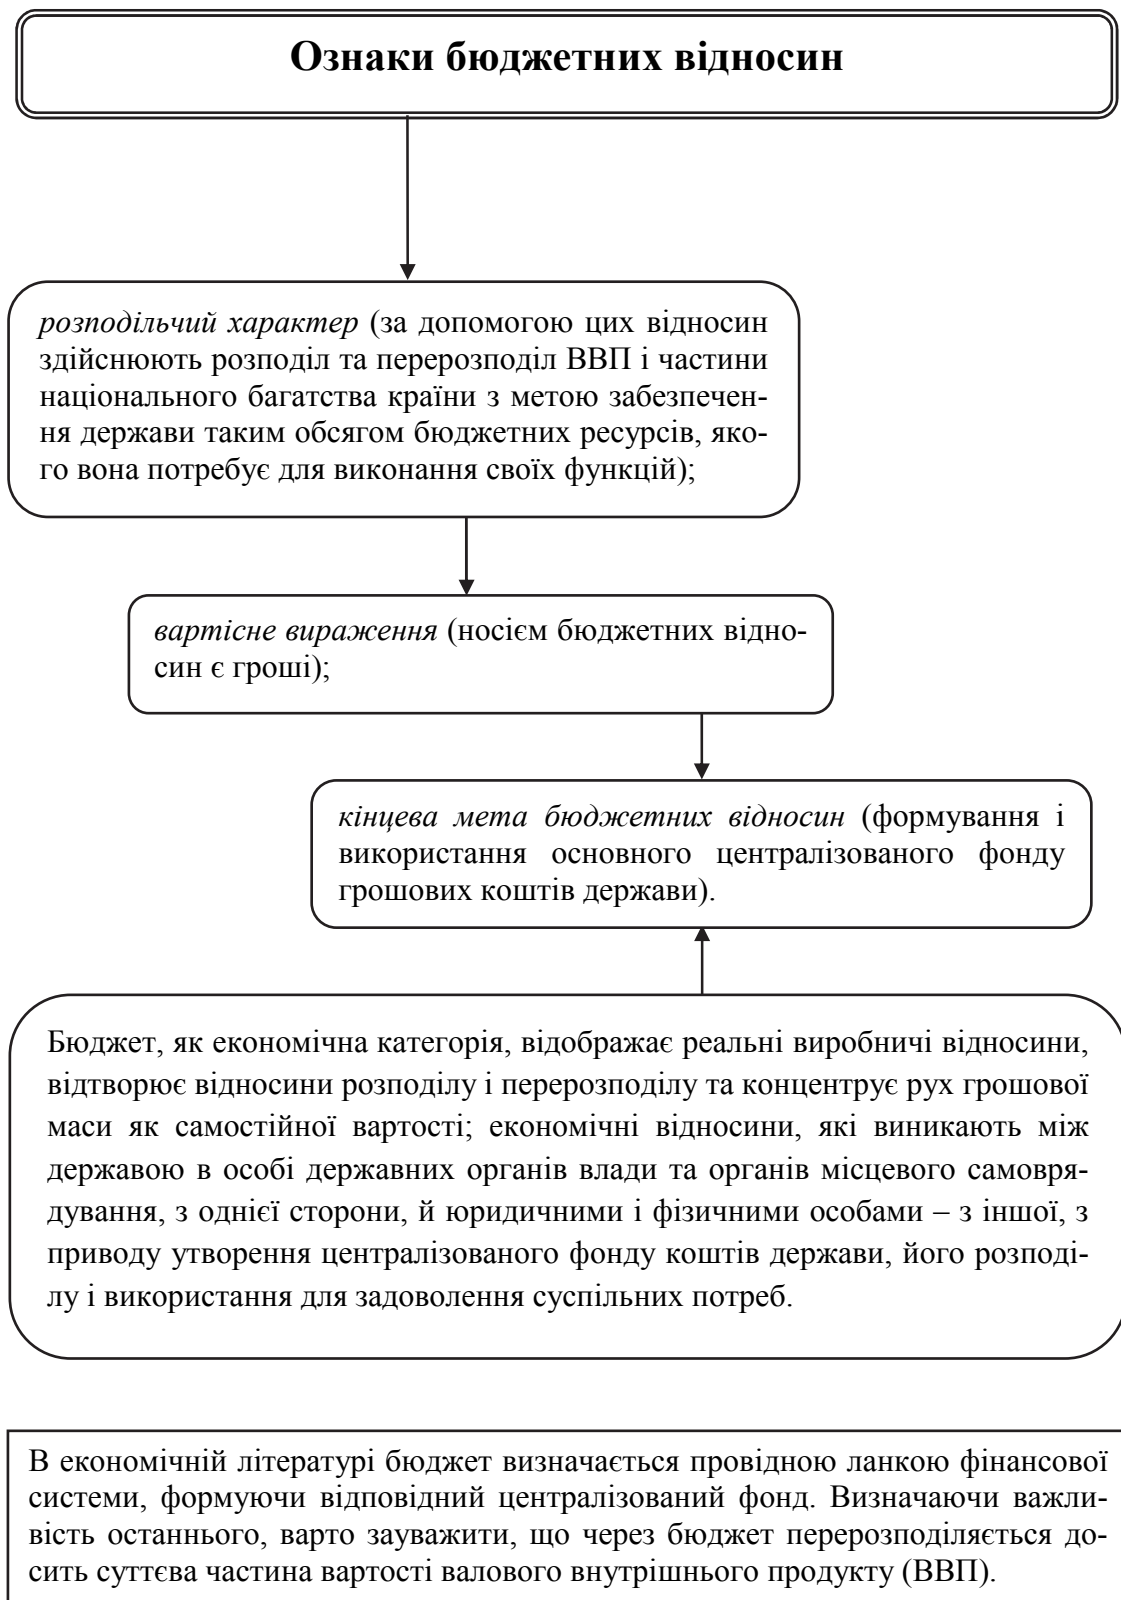 Ознаки бюджетних відносин
розподільчий характер (за допомогою цих відносин
здійснюють розподіл та перерозподіл ВВП і частини
національного багатства країни з метою забезпечен-
ня держави таким обсягом бюджетних ресурсів, яко-
го вона потребує для виконання своїх функцій);
вартісне вираження (носієм бюджетних відно-
син є гроші);
кінцева мета бюджетних відносин (формування і
використання основного централізованого фонду
грошових коштів держави).
Бюджет, як економічна категорія, відображає реальні виробничі відносини,
відтворює відносини розподілу і перерозподілу та концентрує рух грошової
маси як самостійної вартості; економічні відносини, які виникають між
державою в особі державних органів влади та органів місцевого самовря-
дування, з однієї сторони, й юридичними і фізичними особами – з іншої, з
приводу утворення централізованого фонду коштів держави, його розподі-
лу і використання для задоволення суспільних потреб.
В економічній літературі бюджет визначається провідною ланкою фінансової
системи, формуючи відповідний централізований фонд. Визначаючи важли-
вість останнього, варто зауважити, що через бюджет перерозподіляється до-
сить суттєва частина вартості валового внутрішнього продукту (ВВП).